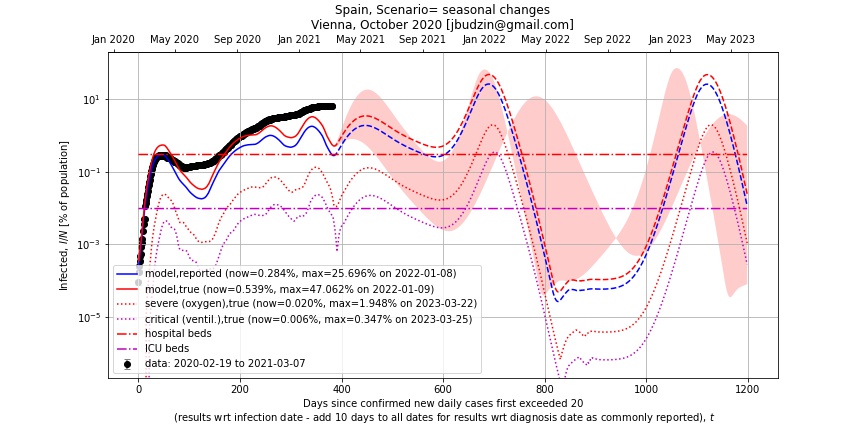 Spain, Scenario= seasonal changes
Vienna, October 2020 [jbudzin@gmail.com]
Jan 2020 May 2020 Sep 2020 Jan 2021 May 2021 Sep 2021 Jan 2022 May 2022 Sep 2022 Jan 2023 May 2023
Infected, I/N [% of population]
10¹
10⁻¹
10⁻³
10⁻⁵
model,reported (now=0.284%, max=25.696% on 2022-01-08)
model,true (now=0.539%, max=47.062% on 2022-01-09)
severe (oxygen),true (now=0.020%, max=1.948% on 2023-03-22)
critical (ventil.),true (now=0.006%, max=0.347% on 2023-03-25)
hospital beds
ICU beds
data: 2020-02-19 to 2021-03-07
0 200 400 600 800 1000 1200
Days since confirmed new daily cases first exceeded 20
(results wrt infection date - add 10 days to all dates for results wrt diagnosis date as commonly reported), t